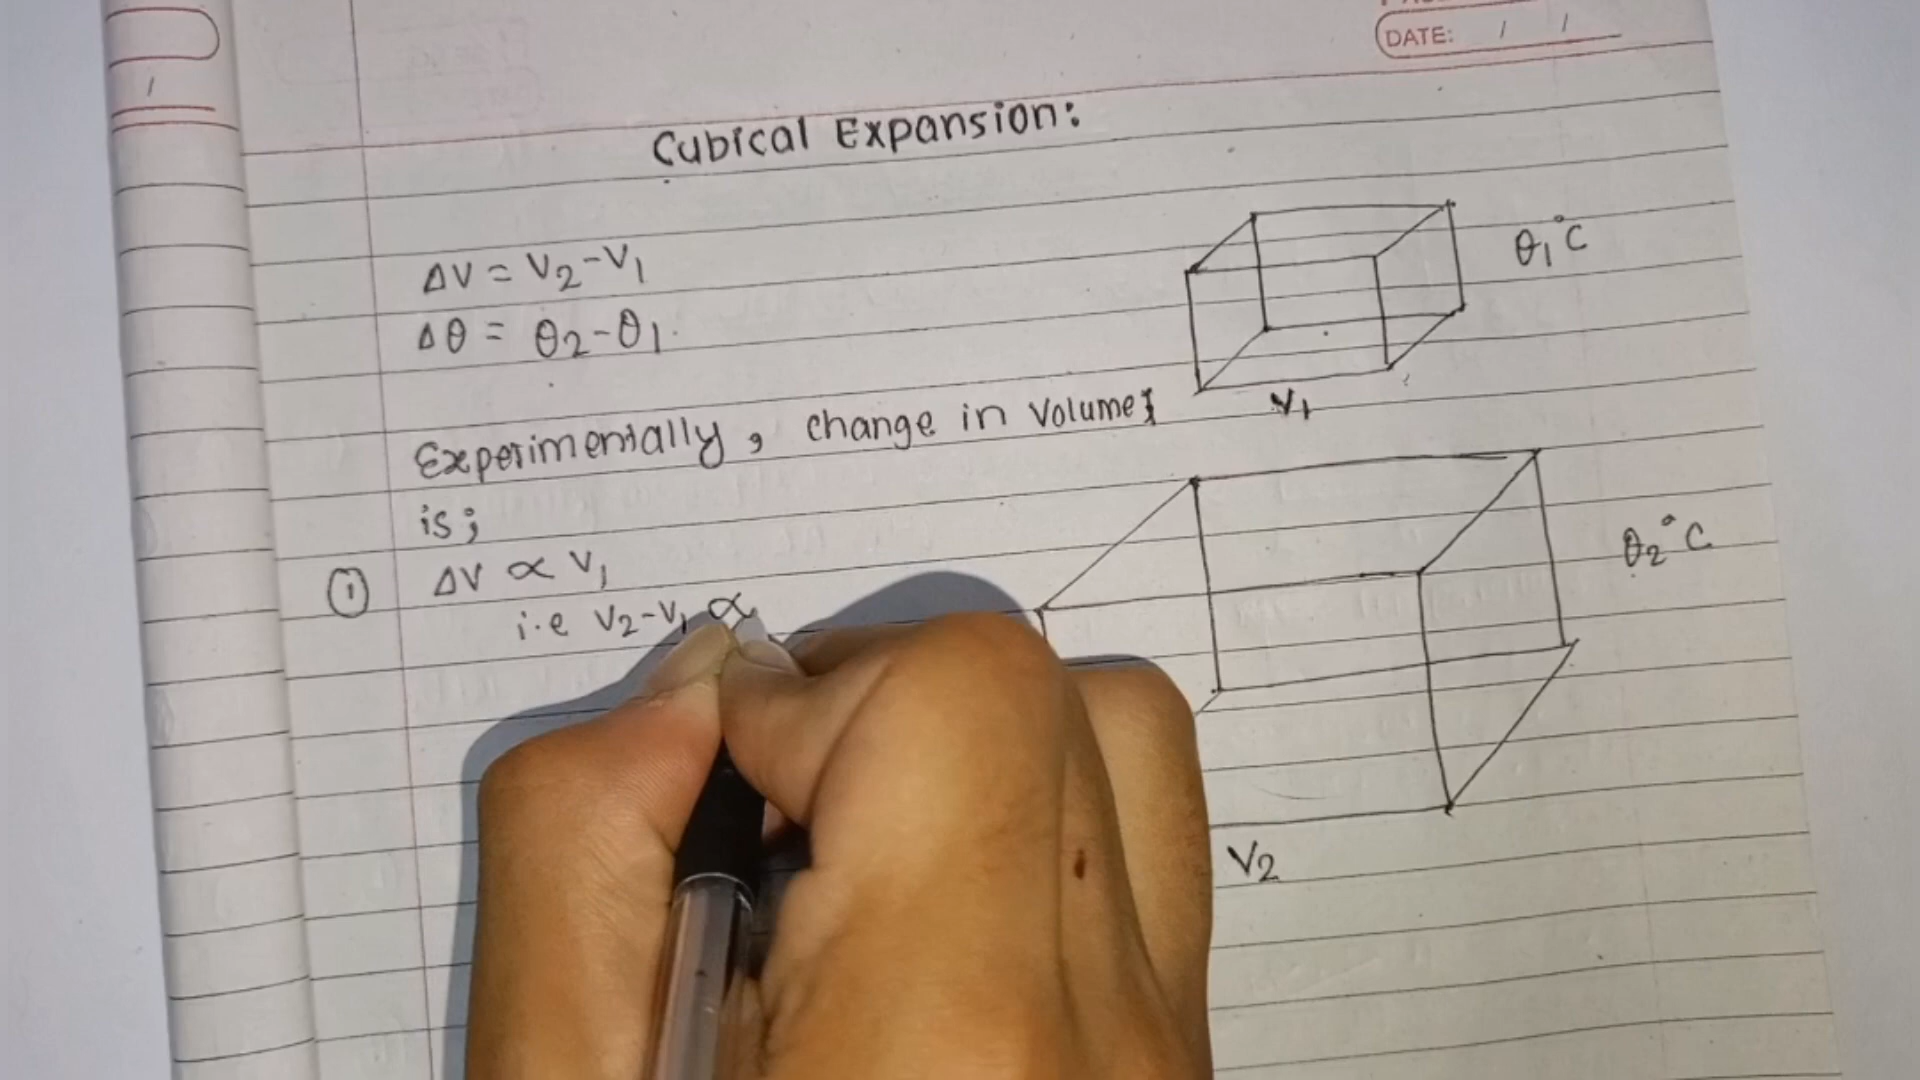 DATE: / /
/
Cubical Expansion:
ΔV = V₂-V₁
Δθ = θ₂-θ₁.
θ₁°C
V₁
Experimentally, change in volume
is;
① ΔV ∝ V₁
i.e V₂-V₁ ∝
θ₂°C
V₂